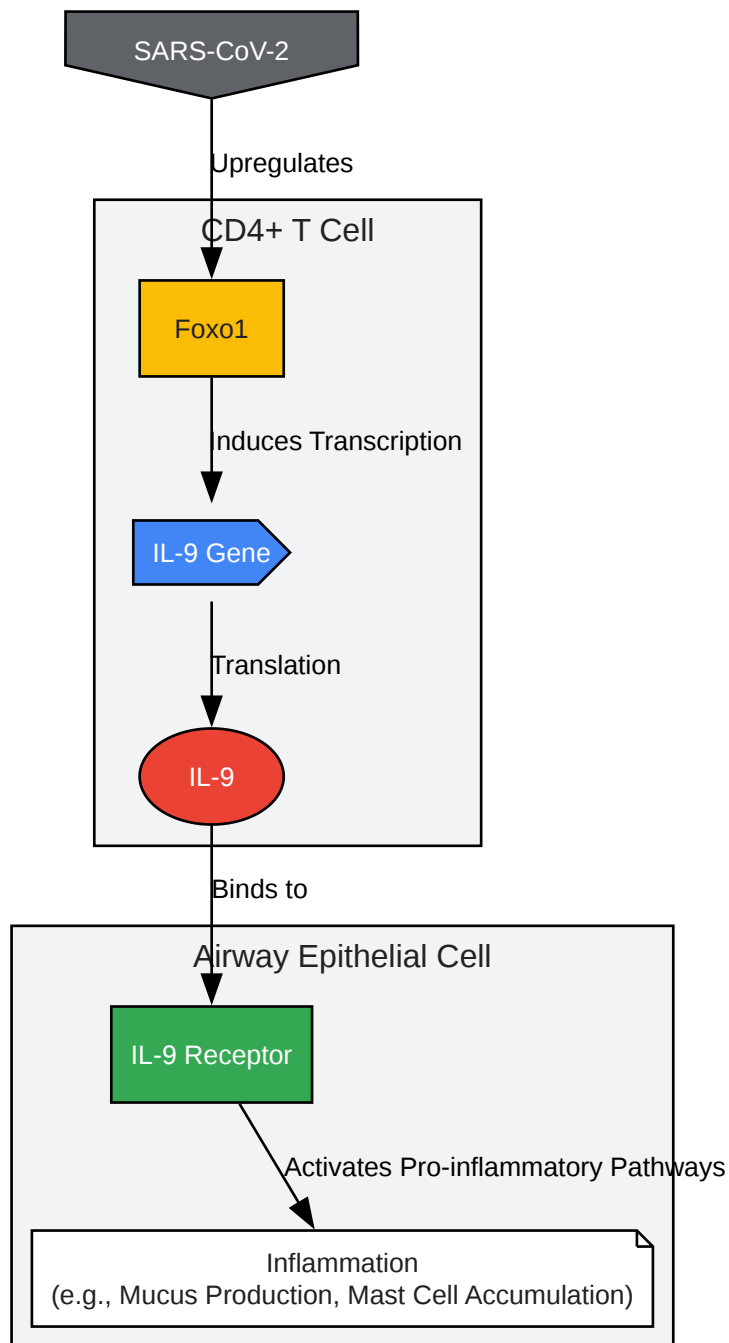 SARS-CoV-2
Upregulates
CD4+ T Cell
Foxo1
Induces Transcription
IL-9 Gene
Translation
IL-9
Binds to
Airway Epithelial Cell
IL-9 Receptor
Activates Pro-inflammatory Pathways
Inflammation
(e.g., Mucus Production, Mast Cell Accumulation)